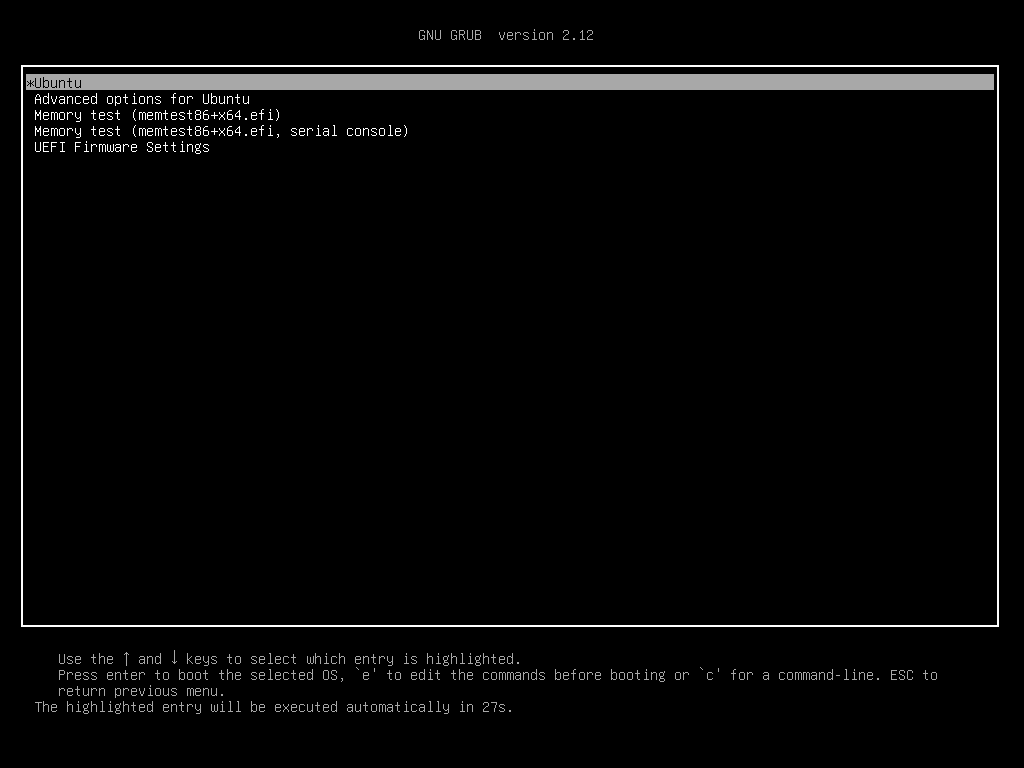 GNU GRUB  version 2.12
*Ubuntu
Advanced options for Ubuntu
Memory test (memtest86+x64.efi)
Memory test (memtest86+x64.efi, serial console)
UEFI Firmware Settings
Use the ↑ and ↓ keys to select which entry is highlighted.
Press enter to boot the selected OS, `e' to edit the commands before booting or `c' for a command-line. ESC to
return previous menu.
The highlighted entry will be executed automatically in 27s.